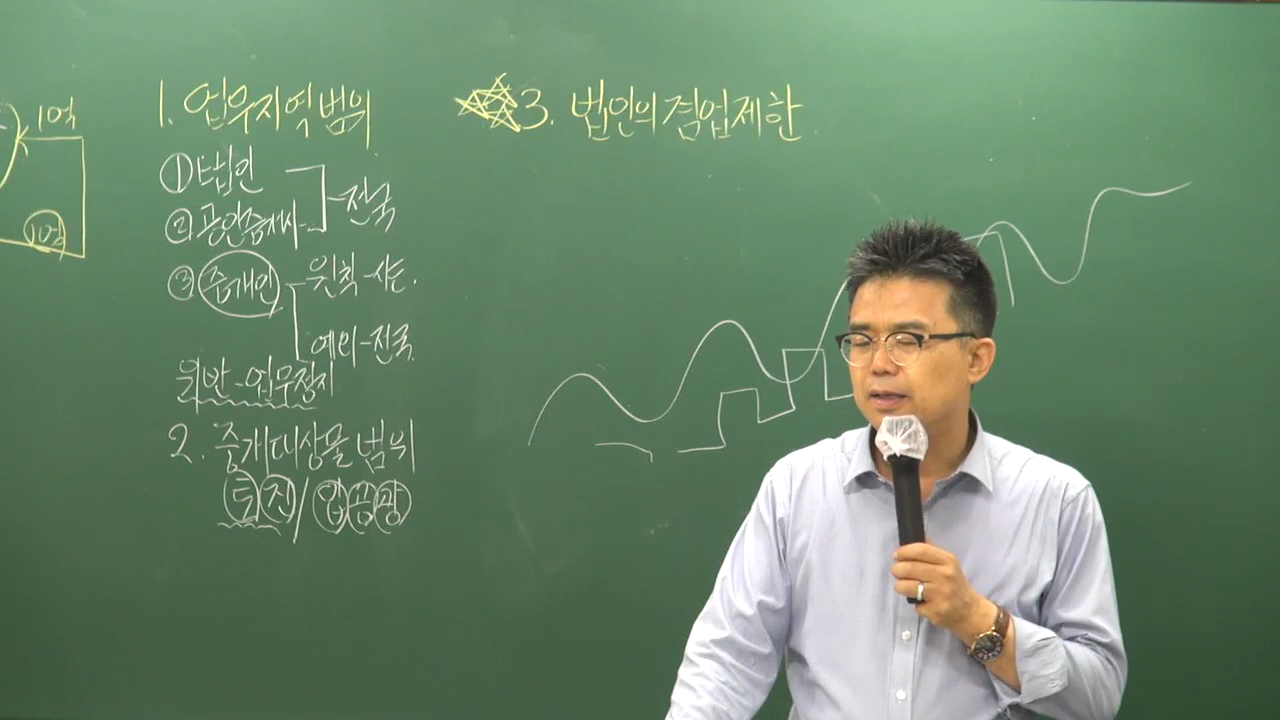 1억
1억
1. 업무지역범위
① 法인
② 공인중개사
전국
③ 중개인 - 원칙 - 사도.
예외 - 전국.
위반 - 업무정지
2. 중개대상물 범위
토 건 / 입 공 광
3. 법인의 겸업제한